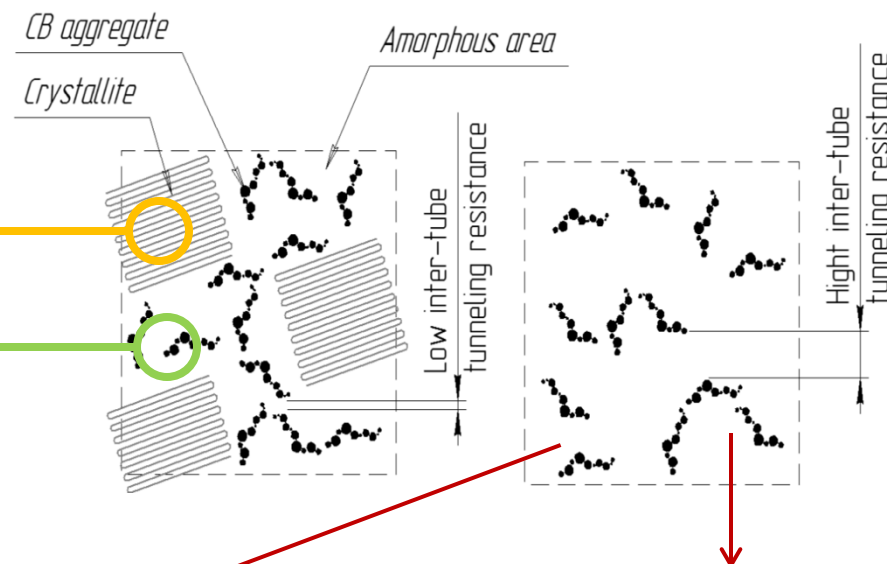 CB aggregate
Crystallite
Amorphous area
Low inter-tube
tunneling resistance
Hight inter-tube
tunneling resistance